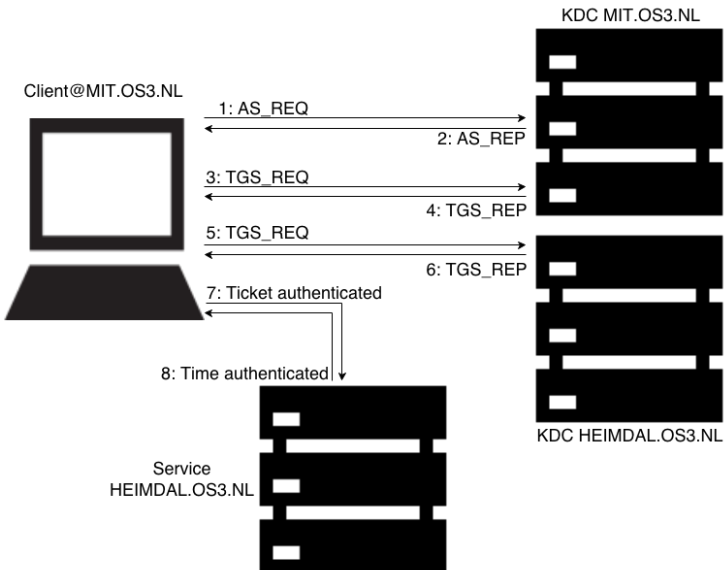 KDC MIT.OS3.NL
Client@MIT.OS3.NL
1: AS_REQ
2: AS_REP
3: TGS_REQ
4: TGS_REP
5: TGS_REQ
6: TGS_REP
7: Ticket authenticated
8: Time authenticated
KDC HEIMDAL.OS3.NL
Service
HEIMDAL.OS3.NL